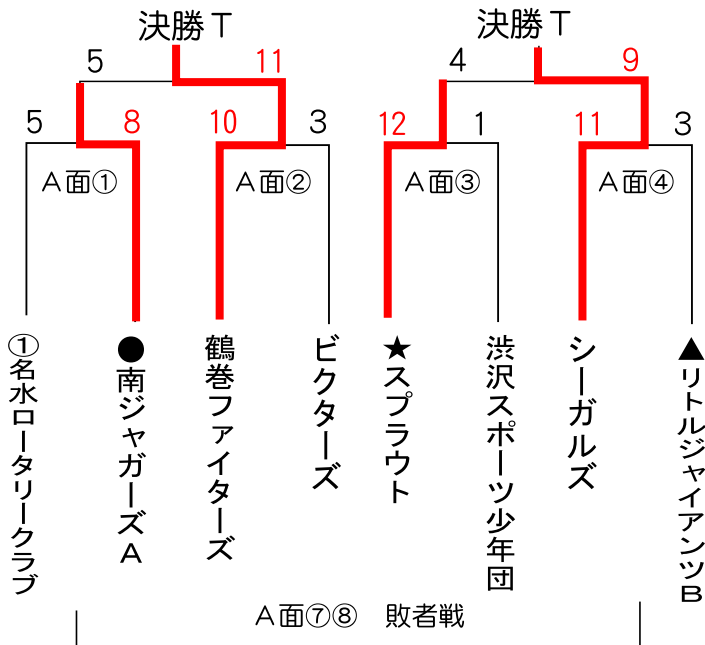 決勝T
決勝T
5 11 4 9
5 8 10 3 12 1 11 3
A面① A面② A面③ A面④
①名水ロータリークラブ
●南ジャガーズA
鶴巻ファイターズ
ビクターズ
★スプラウト
渋沢スポーツ少年団
シーガルズ
▲リトルジャイアンツB
A面⑦⑧ 敗者戦